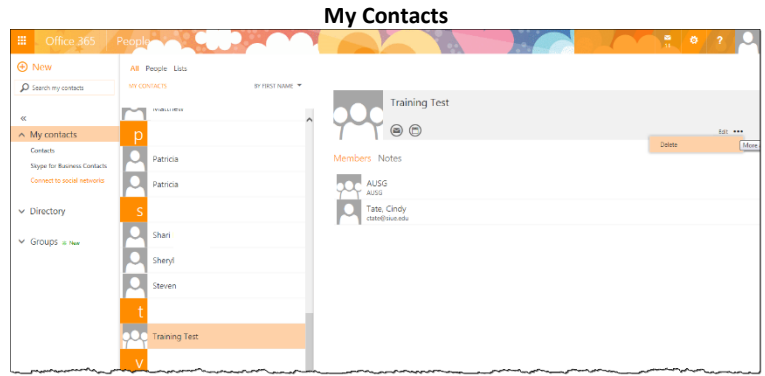 My Contacts
Office 365 People
11
?
New
All People Lists
Search my contacts
MY CONTACTS BY FIRST NAME
My contacts
Contacts
Skype for Business Contacts
Connect to social networks
Directory
Groups New
p
Patricia
Patricia
s
Shari
Sheryl
Steven
t
Training Test
v
Training Test
Edit
Delete
More
Members Notes
AUSG
AUSG
Tate, Cindy
ctate@siue.edu